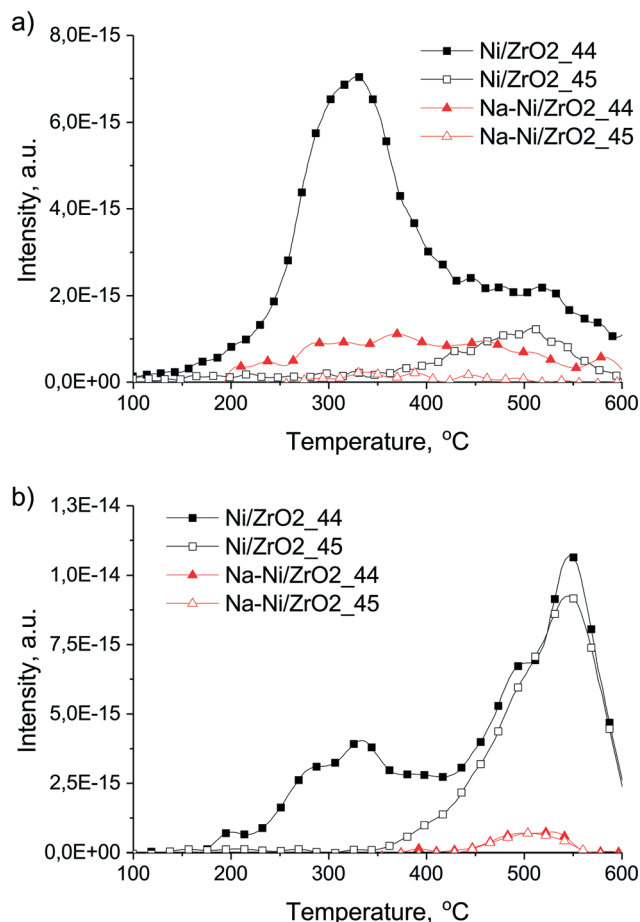 a)
8,0E-15
6,0E-15
4,0E-15
2,0E-15
0,0E+00
Intensity, a.u.
Ni/ZrO2_44
Ni/ZrO2_45
Na-Ni/ZrO2_44
Na-Ni/ZrO2_45
100 200 300 400 500 600
Temperature, °C
b)
1,3E-14
1,0E-14
7,5E-15
5,0E-15
2,5E-15
0,0E+00
Intensity, a.u.
Ni/ZrO2_44
Ni/ZrO2_45
Na-Ni/ZrO2_44
Na-Ni/ZrO2_45
100 200 300 400 500 600
Temperature, °C